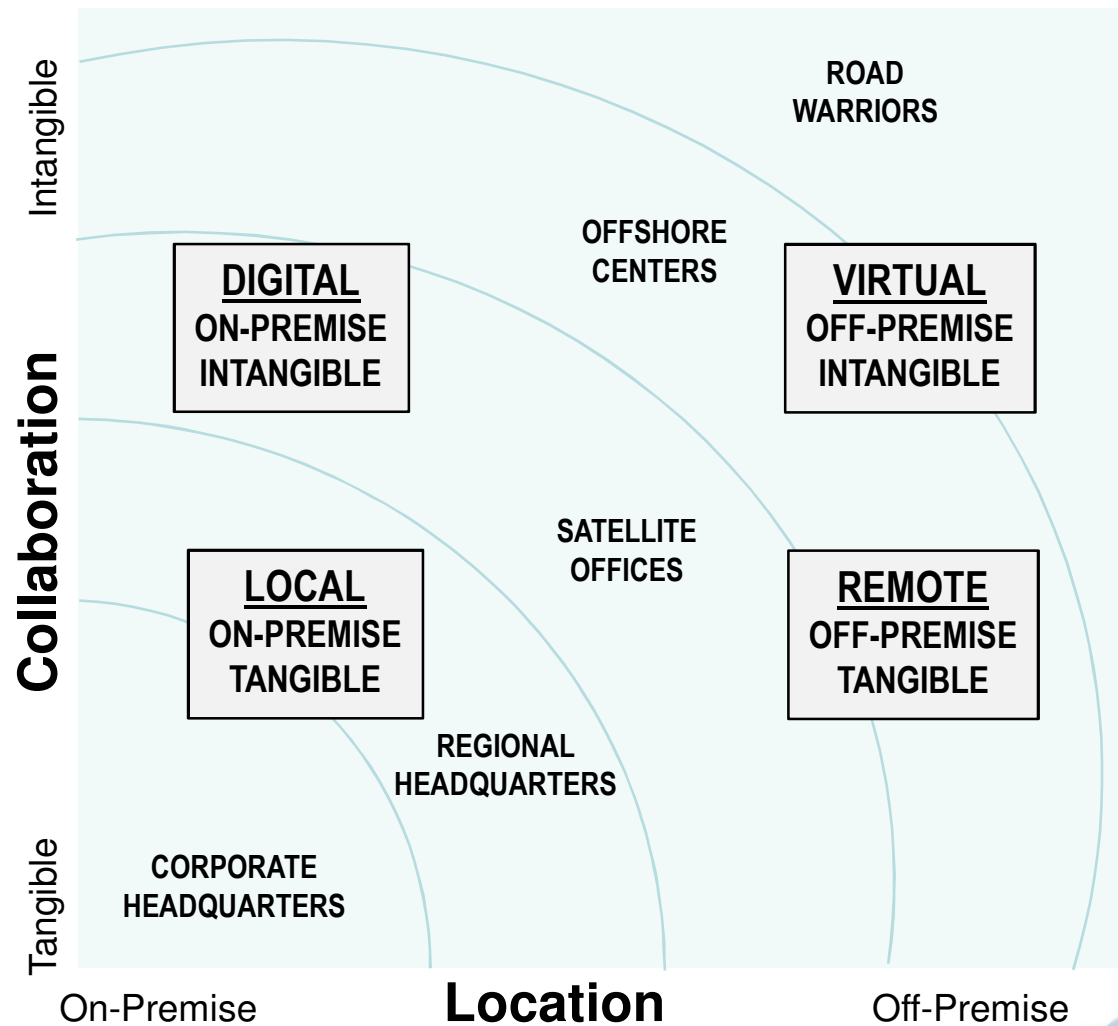 Intangible
ROAD
WARRIORS
OFFSHORE
CENTERS
DIGITAL
ON-PREMISE
INTANGIBLE
VIRTUAL
OFF-PREMISE
INTANGIBLE
Collaboration
SATELLITE
OFFICES
LOCAL
ON-PREMISE
TANGIBLE
REMOTE
OFF-PREMISE
TANGIBLE
REGIONAL
HEADQUARTERS
CORPORATE
HEADQUARTERS
Tangible
On-Premise
Location
Off-Premise